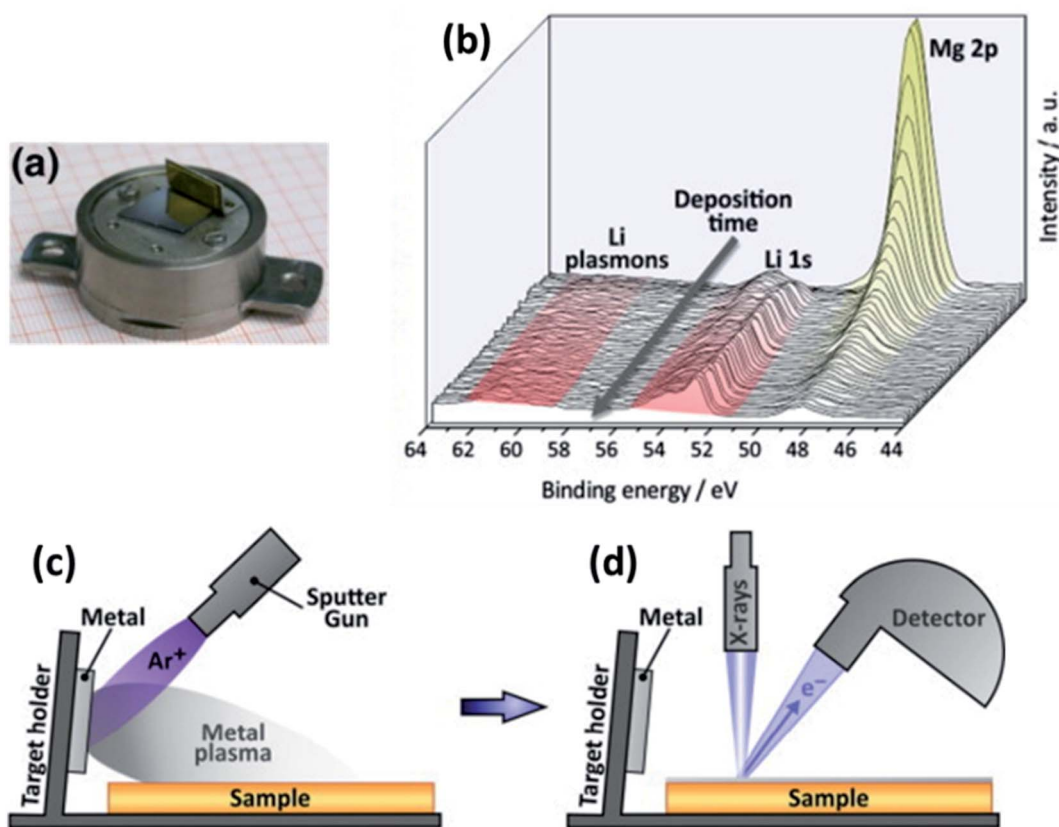 (a)
(b)
Mg 2p
Intensity / a. u.
Deposition
time
Li
plasmons
Li 1s
64 62 60 58 56 54 52 50 48 46 44
Binding energy / eV
(c)
Metal
Sputter
Gun
Ar⁺
Target holder
Metal
plasma
Sample
(d)
Metal
X-rays
Detector
e⁻
Target holder
Sample